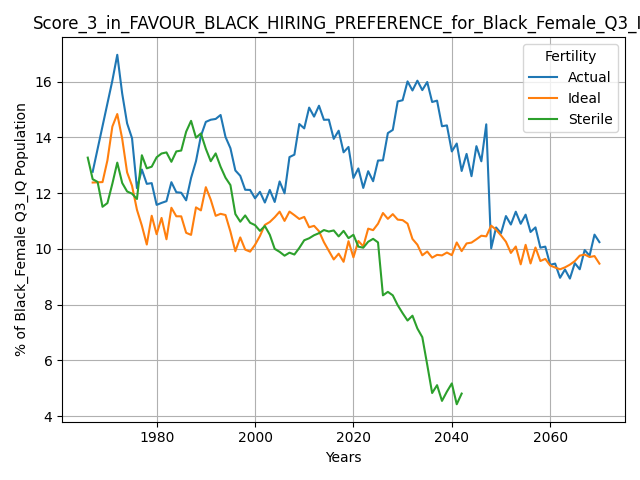 Score_3_in_FAVOUR_BLACK_HIRING_PREFERENCE_for_Black_Female_Q3_I
Fertility
Actual
Ideal
Sterile
% of Black_Female Q3_IQ Population
16
14
12
10
8
6
4
1980 2000 2020 2040 2060
Years